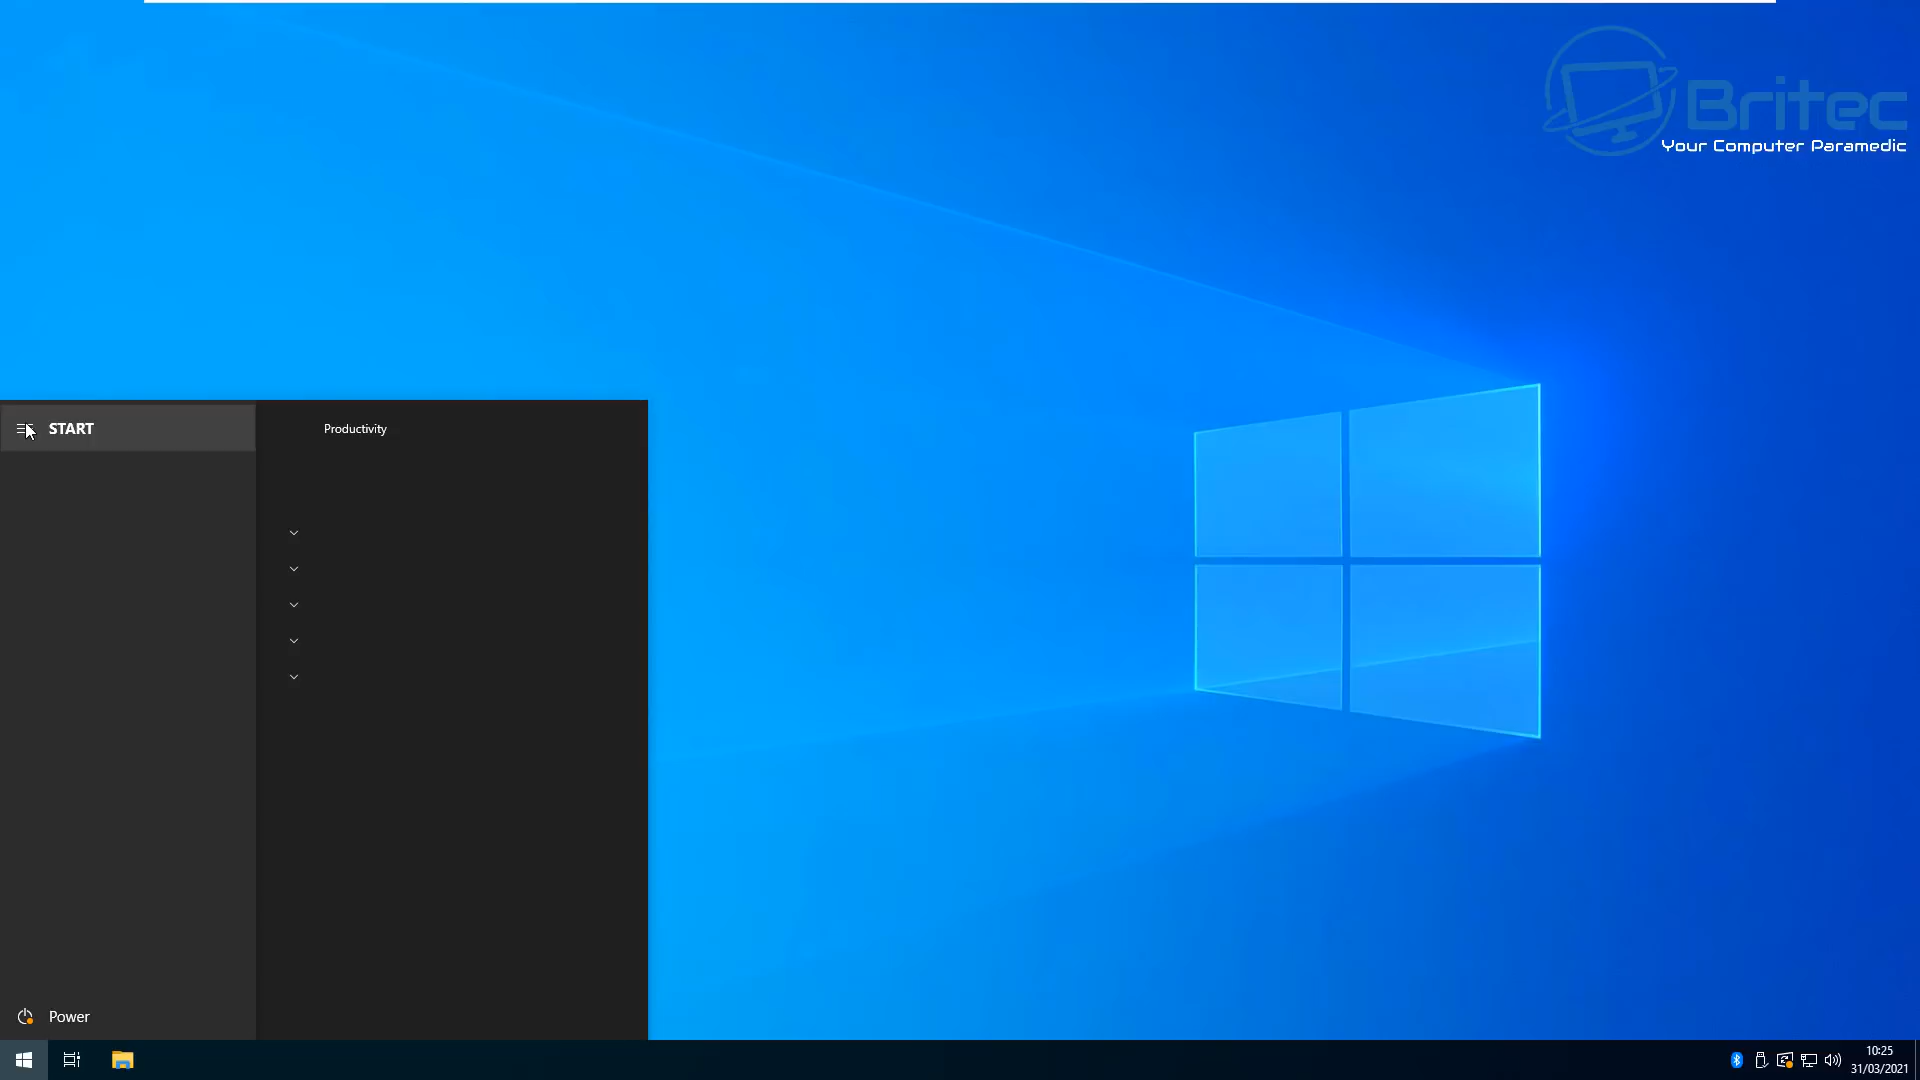 Britec
Your Computer Paramedic
START
Productivity
Power
10:25
31/03/2021